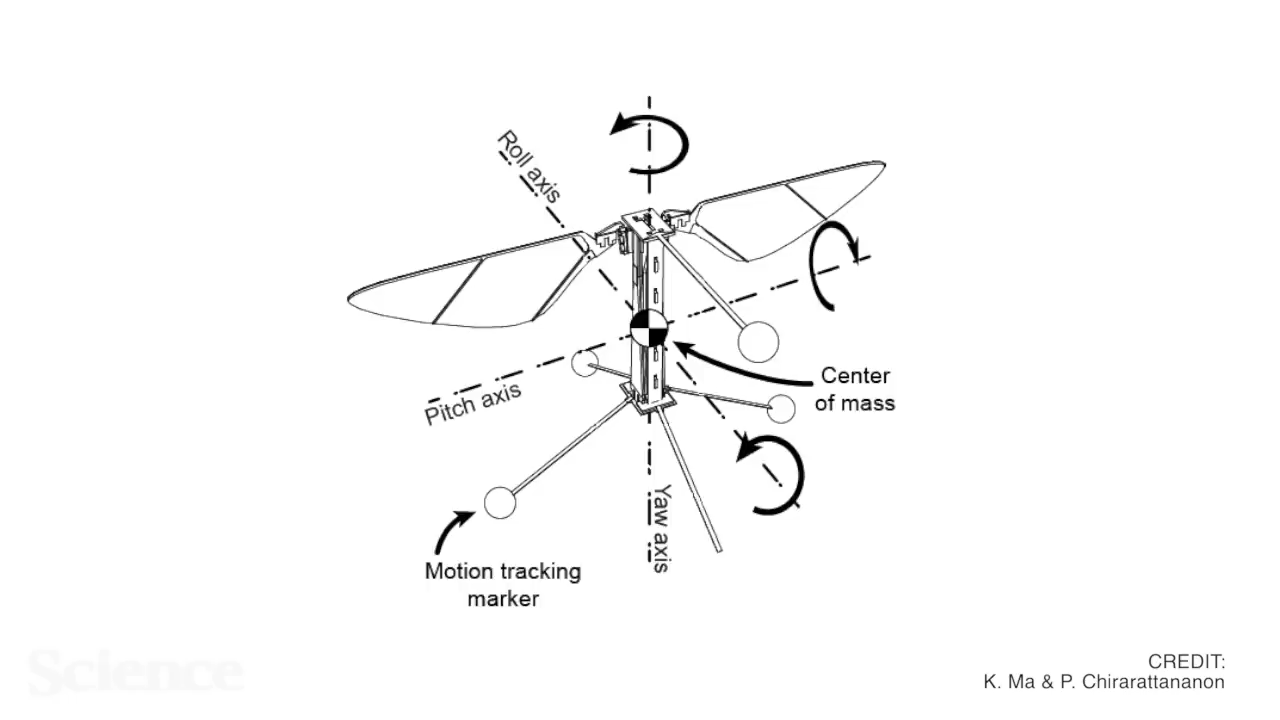 Roll axis
Pitch axis
Center
of mass
Yaw axis
Motion tracking
marker
Science
CREDIT:
K. Ma & P. Chirarattananon